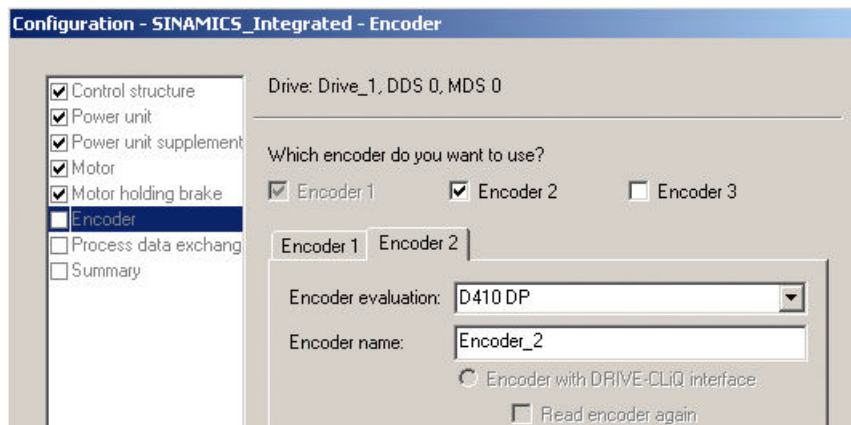 Configuration - SINAMICS_Integrated - Encoder
Control structure
Power unit
Power unit supplement
Motor
Motor holding brake
Encoder
Process data exchang
Summary
Drive: Drive_1, DDS 0, MDS 0
Which encoder do you want to use?
Encoder 1 Encoder 2 Encoder 3
Encoder 1 Encoder 2
Encoder evaluation: D410 DP
Encoder name: Encoder_2
Encoder with DRIVE-CLiQ interface
Read encoder again